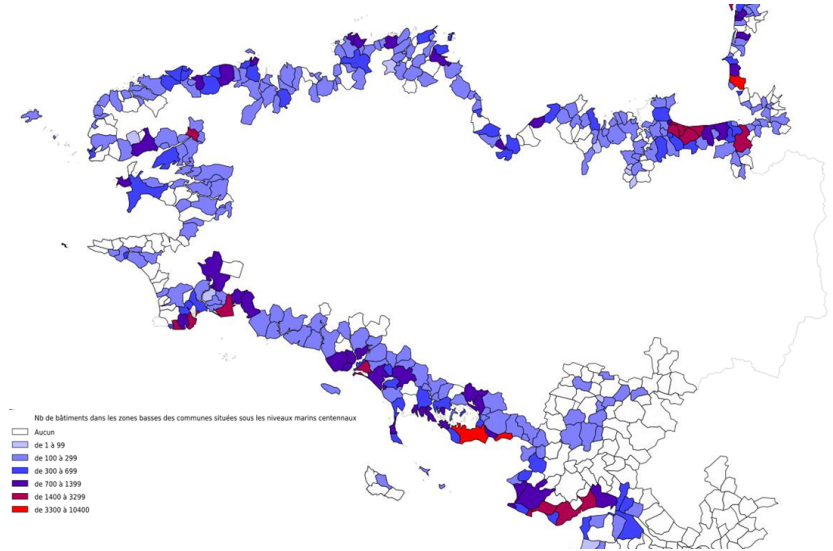 Nb de bâtiments dans les zones basses des communes situées sous les niveaux marins centennaux
Aucun
de 1 à 99
de 100 à 299
de 300 à 699
de 700 à 1399
de 1400 à 3299
de 3300 à 10400